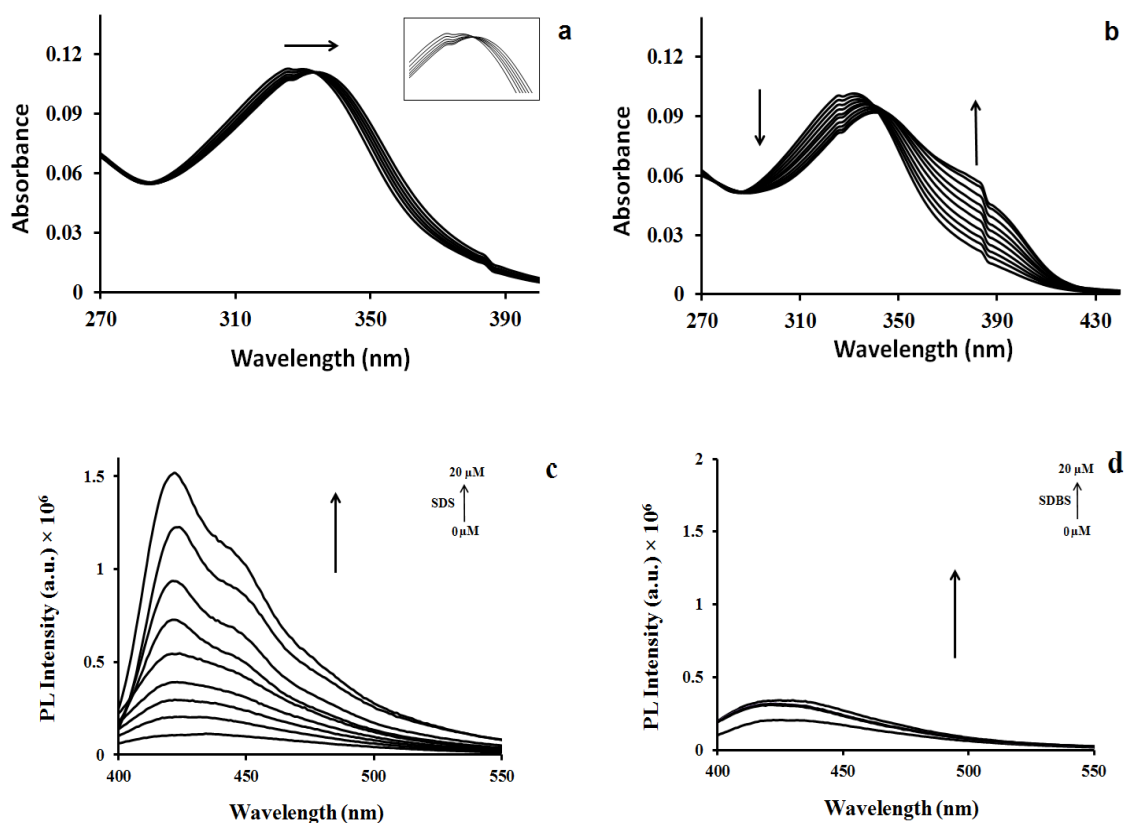 a
Absorbance
0.12
0.09
0.06
0.03
0
270
310
350
390
Wavelength (nm)
b
Absorbance
0.12
0.09
0.06
0.03
0
270
310
350
390
430
Wavelength (nm)
c
PL Intensity (a.u.) × 10⁶
1.5
1
0.5
0
20 µM
SDS
0 µM
400
450
500
550
Wavelength (nm)
d
PL Intensity (a.u.) × 10⁶
2
1.5
1
0.5
0
20 µM
SDBS
0 µM
400
450
500
550
Wavelength (nm)